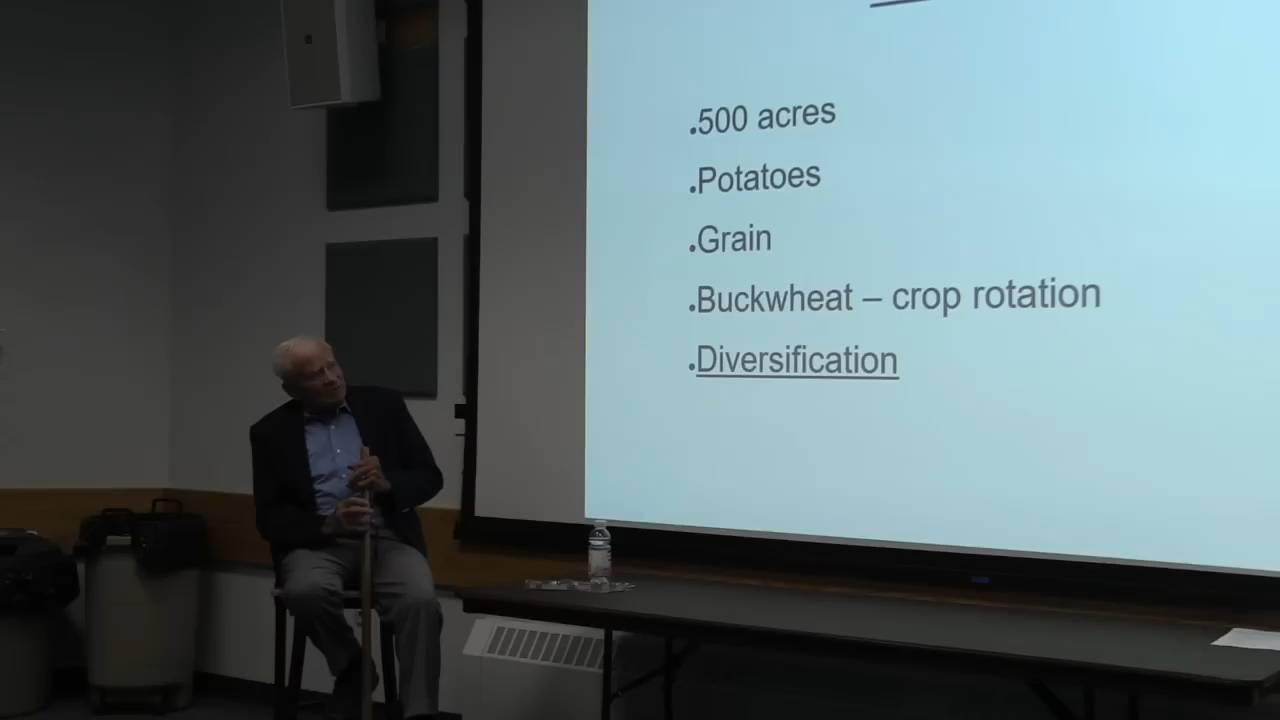 .500 acres
.Potatoes
.Grain
.Buckwheat – crop rotation
.Diversification